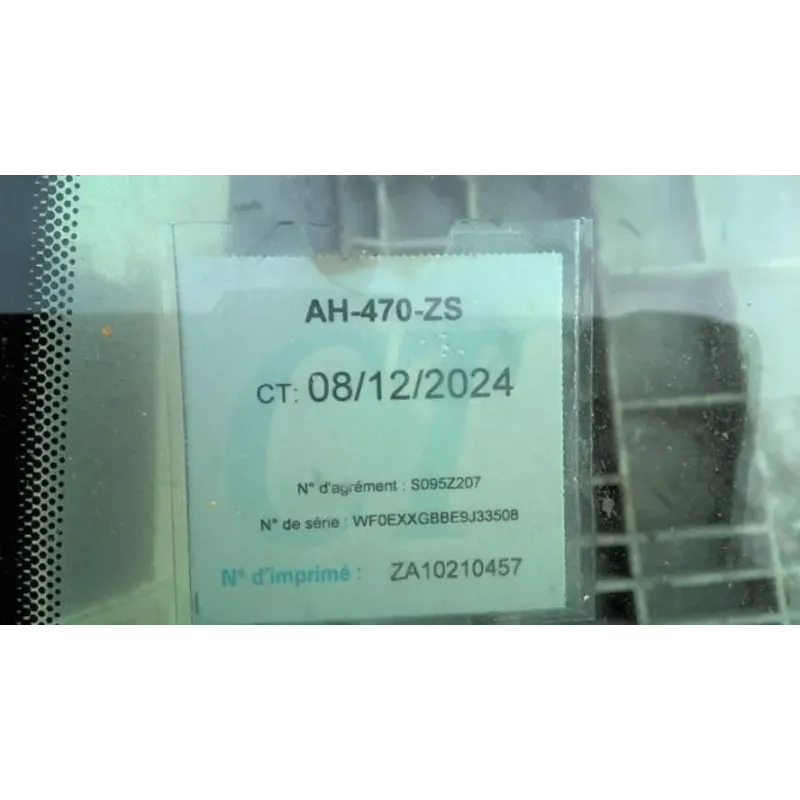 AH-470-ZS
CT: 08/12/2024
N° d'agrément : S095Z207
N° de série : WF0EXXGBBE9J33508
N° d'imprimé : ZA10210457